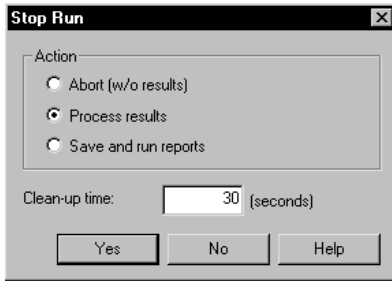 Stop Run
Action
Abort (w/o results)
Process results
Save and run reports
Clean-up time: 30 (seconds)
Yes No Help